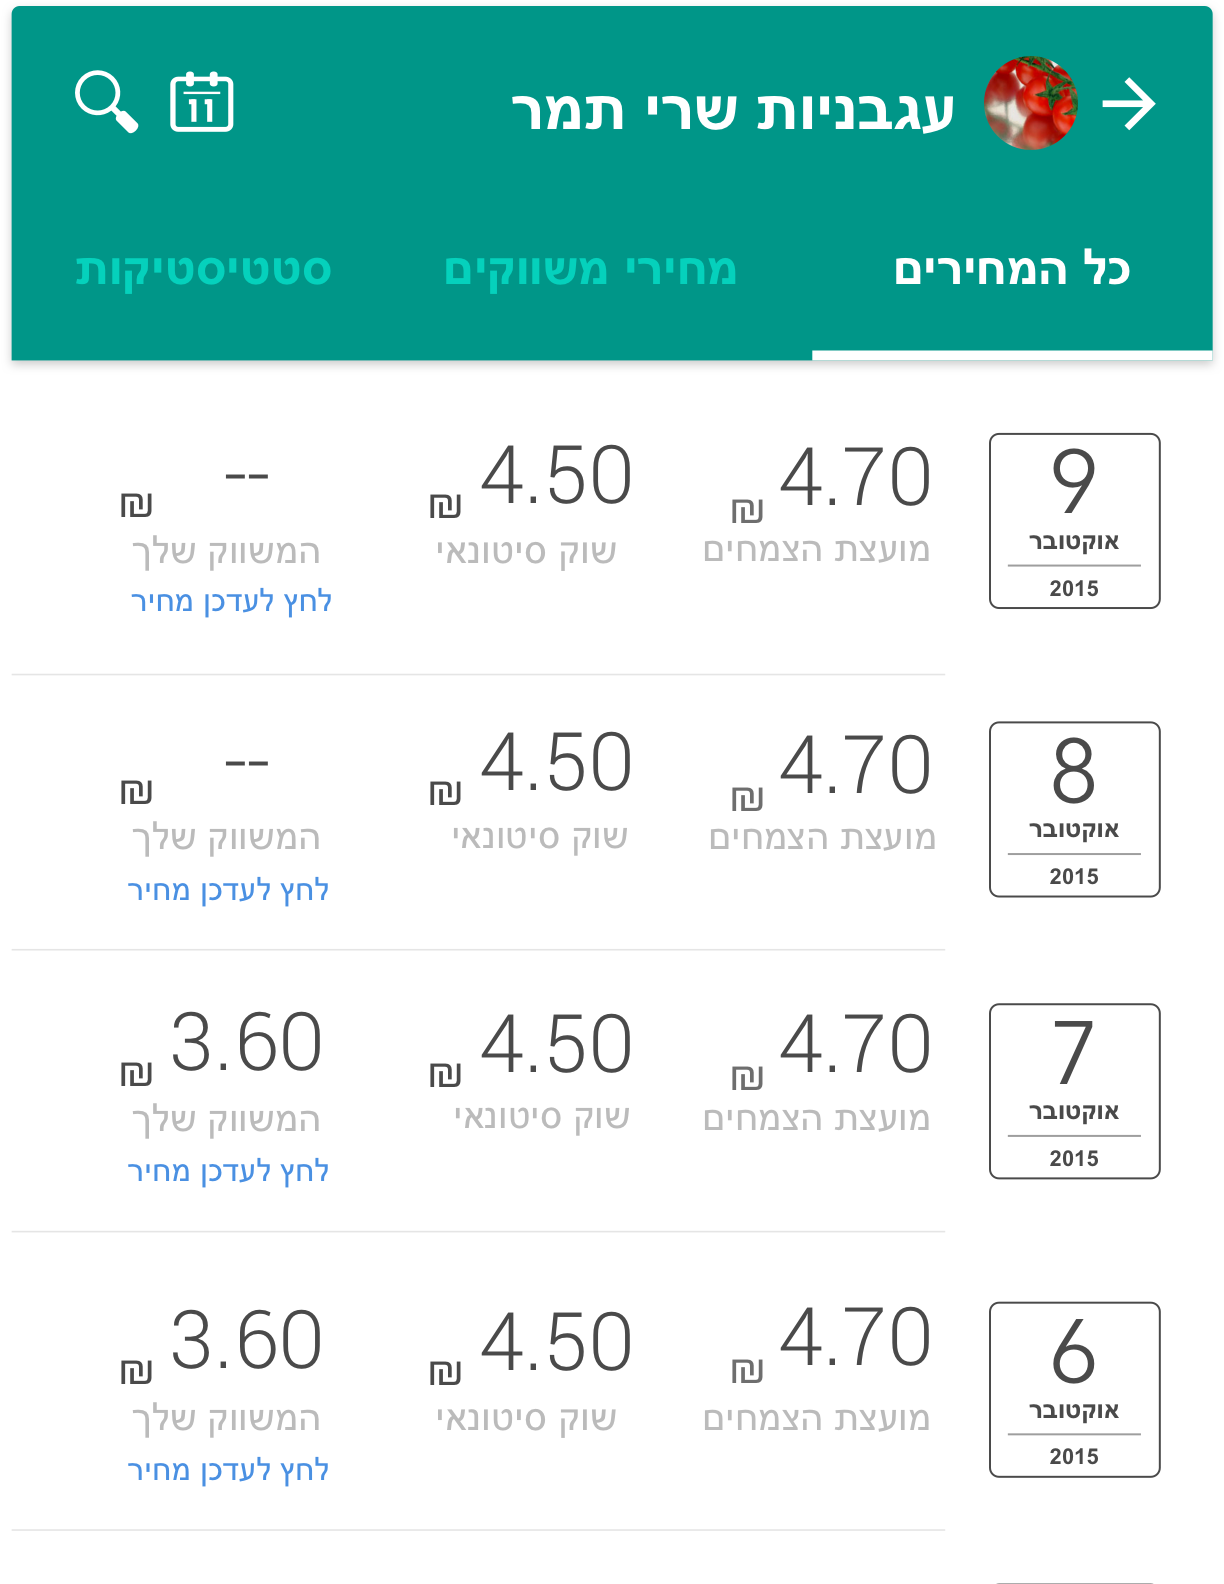 עגבניות שרי תמר
11
כל המחירים
מחירי משווקים
סטטיסטיקות
9
אוקטובר
2015
4.70 ₪
מועצת הצמחים
4.50 ₪
שוק סיטונאי
-- ₪
המשווק שלך
לחץ לעדכן מחיר
8
אוקטובר
2015
4.70 ₪
מועצת הצמחים
4.50 ₪
שוק סיטונאי
-- ₪
המשווק שלך
לחץ לעדכן מחיר
7
אוקטובר
2015
4.70 ₪
מועצת הצמחים
4.50 ₪
שוק סיטונאי
3.60 ₪
המשווק שלך
לחץ לעדכן מחיר
6
אוקטובר
2015
4.70 ₪
מועצת הצמחים
4.50 ₪
שוק סיטונאי
3.60 ₪
המשווק שלך
לחץ לעדכן מחיר